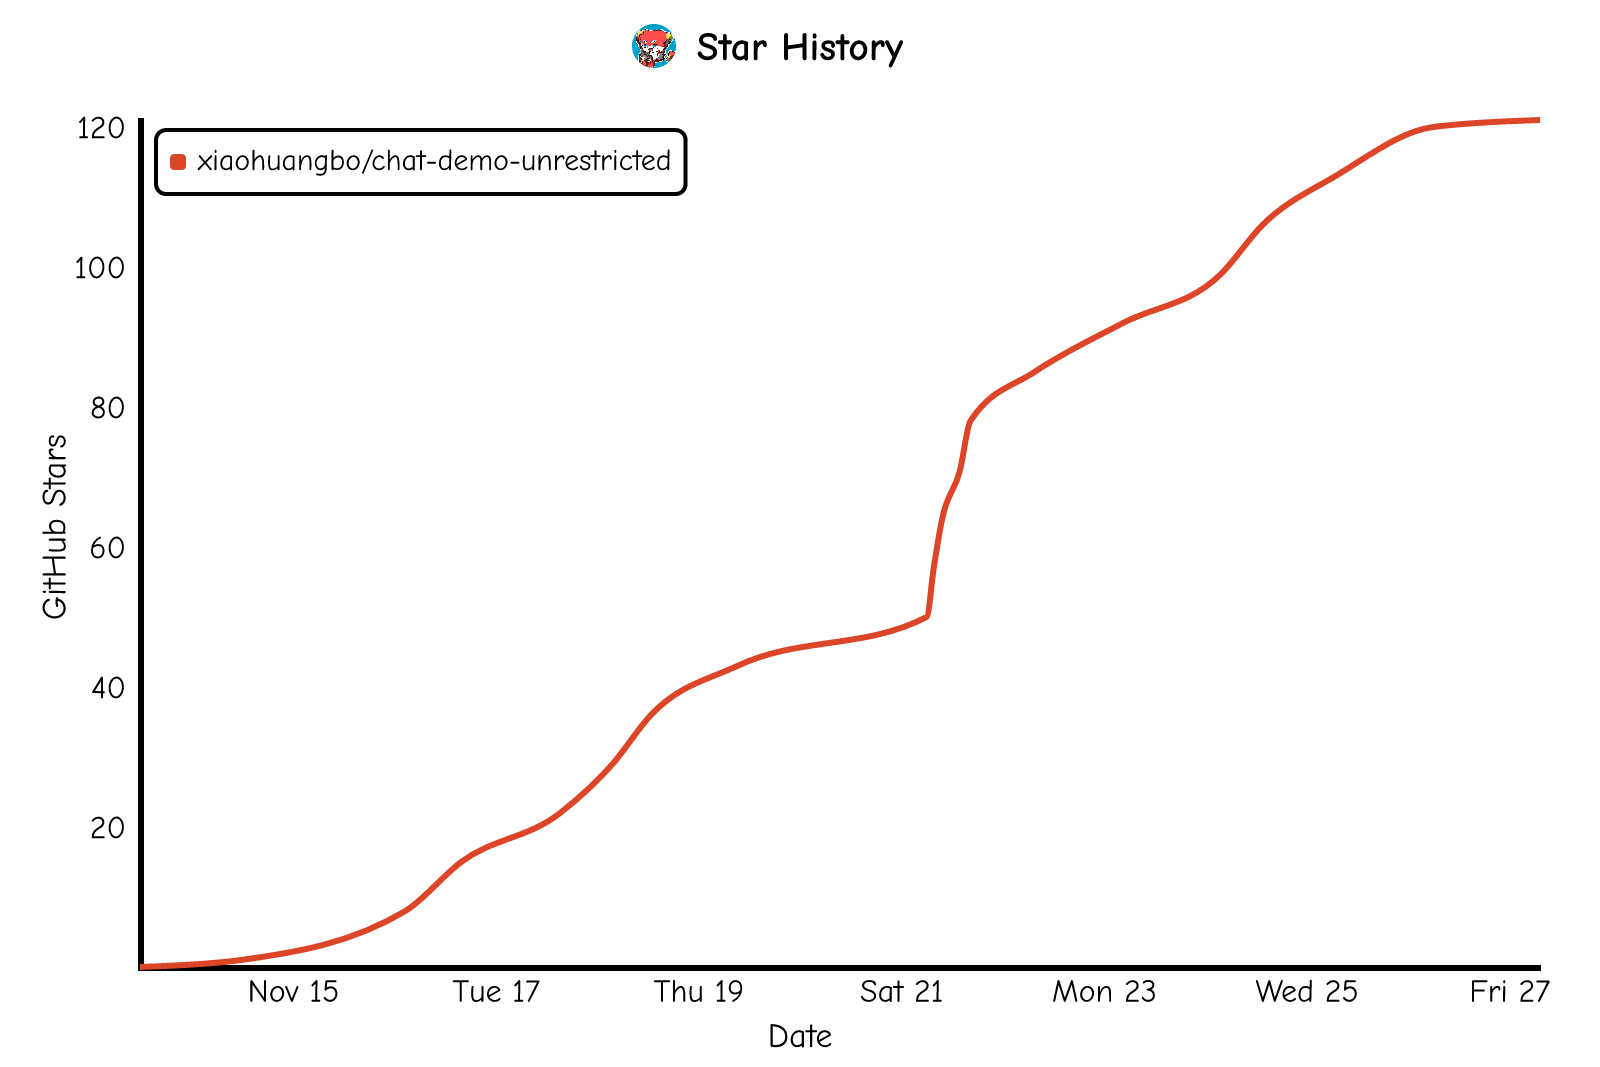 Star History
xiaohuangbo/chat-demo-unrestricted
120
100
80
60
40
20
GitHub Stars
Nov 15 Tue 17 Thu 19 Sat 21 Mon 23 Wed 25 Fri 27
Date